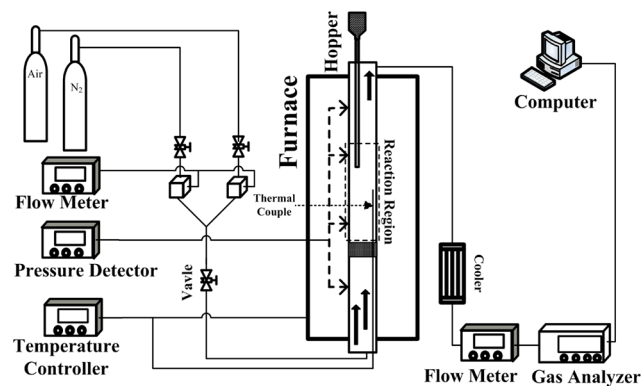 Air
N2
Hopper
Furnace
Computer
Flow Meter
Reaction Region
Thermal
Couple
Pressure Detector
Vavle
Cooler
Temperature
Controller
Flow Meter
Gas Analyzer